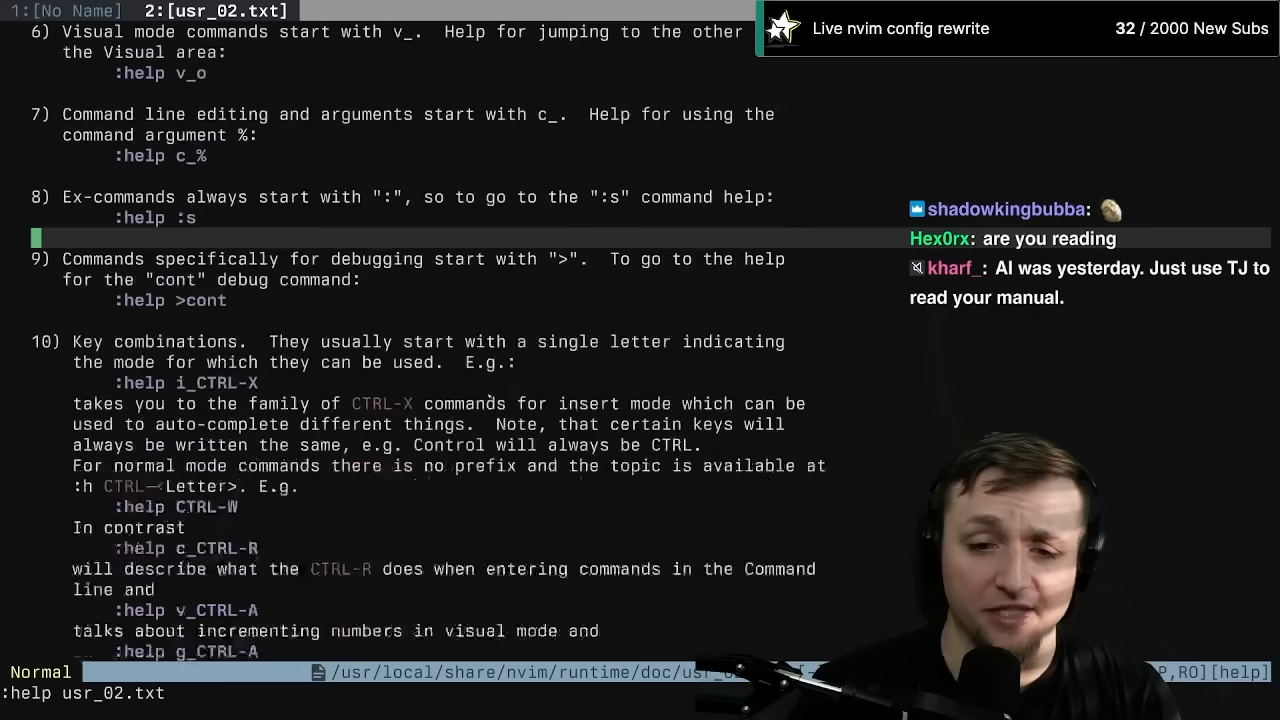 1:[No Name]  2:[usr_02.txt]
Live nvim config rewrite
32 / 2000 New Subs
6) Visual mode commands start with v_.  Help for jumping to the other
the Visual area:
:help v_o
7) Command line editing and arguments start with c_.  Help for using the
command argument %:
:help c_%
8) Ex-commands always start with ":", so to go to the ":s" command help:
:help :s
9) Commands specifically for debugging start with ">".  To go to the help
for the "cont" debug command:
:help >cont
10) Key combinations.  They usually start with a single letter indicating
the mode for which they can be used.  E.g.:
:help i_CTRL-X
takes you to the family of CTRL-X commands for insert mode which can be
used to auto-complete different things.  Note, that certain keys will
always be written the same, e.g. Control will always be CTRL.
For normal mode commands there is no prefix and the topic is available at
:h CTRL-<Letter>. E.g.
:help CTRL-W
In contrast
:help c_CTRL-R
will describe what the CTRL-R does when entering commands in the Command
line and
:help v_CTRL-A
talks about incrementing numbers in visual mode and
:help g_CTRL-A
shadowkingbubba:
Hex0rx: are you reading
kharf_: AI was yesterday. Just use TJ to
read your manual.
Normal
/usr/local/share/nvim/runtime/doc/usr_
P,RO][help]
:help usr_02.txt